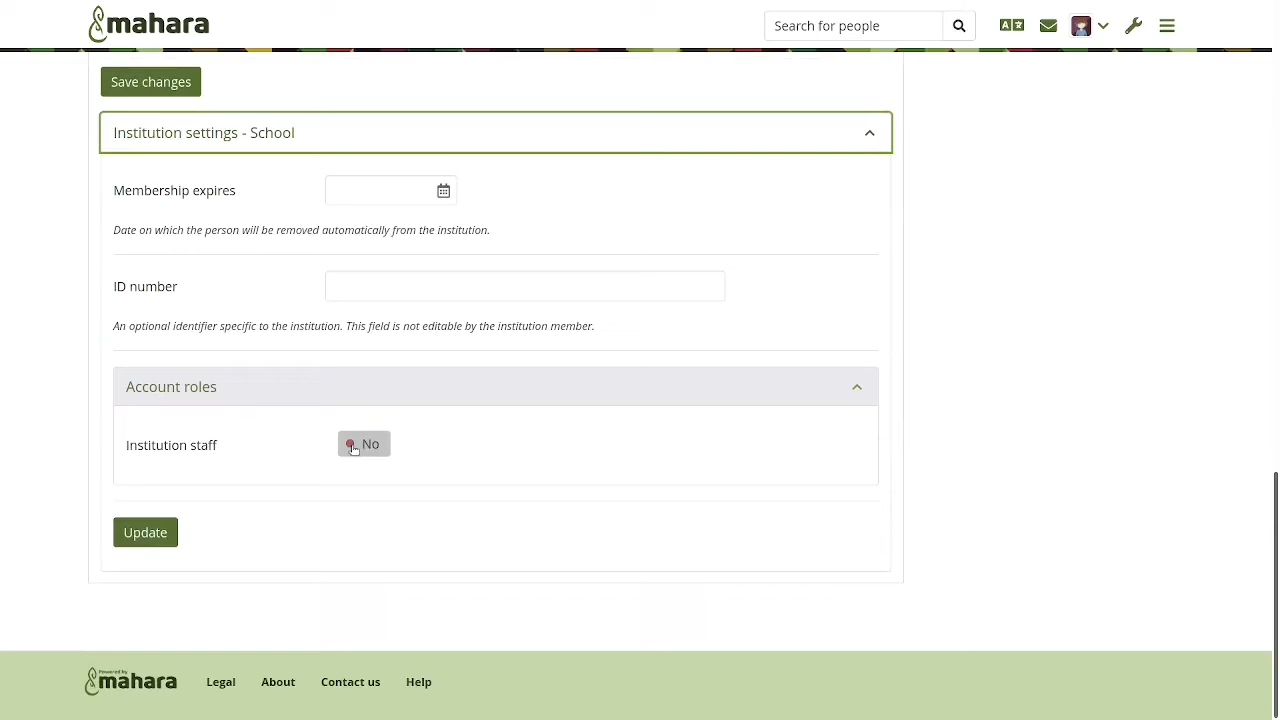 mahara
Search for people
Save changes
Institution settings - School
Membership expires
Date on which the person will be removed automatically from the institution.
ID number
An optional identifier specific to the institution. This field is not editable by the institution member.
Account roles
Institution staff
No
Update
Powered by
mahara
Legal
About
Contact us
Help